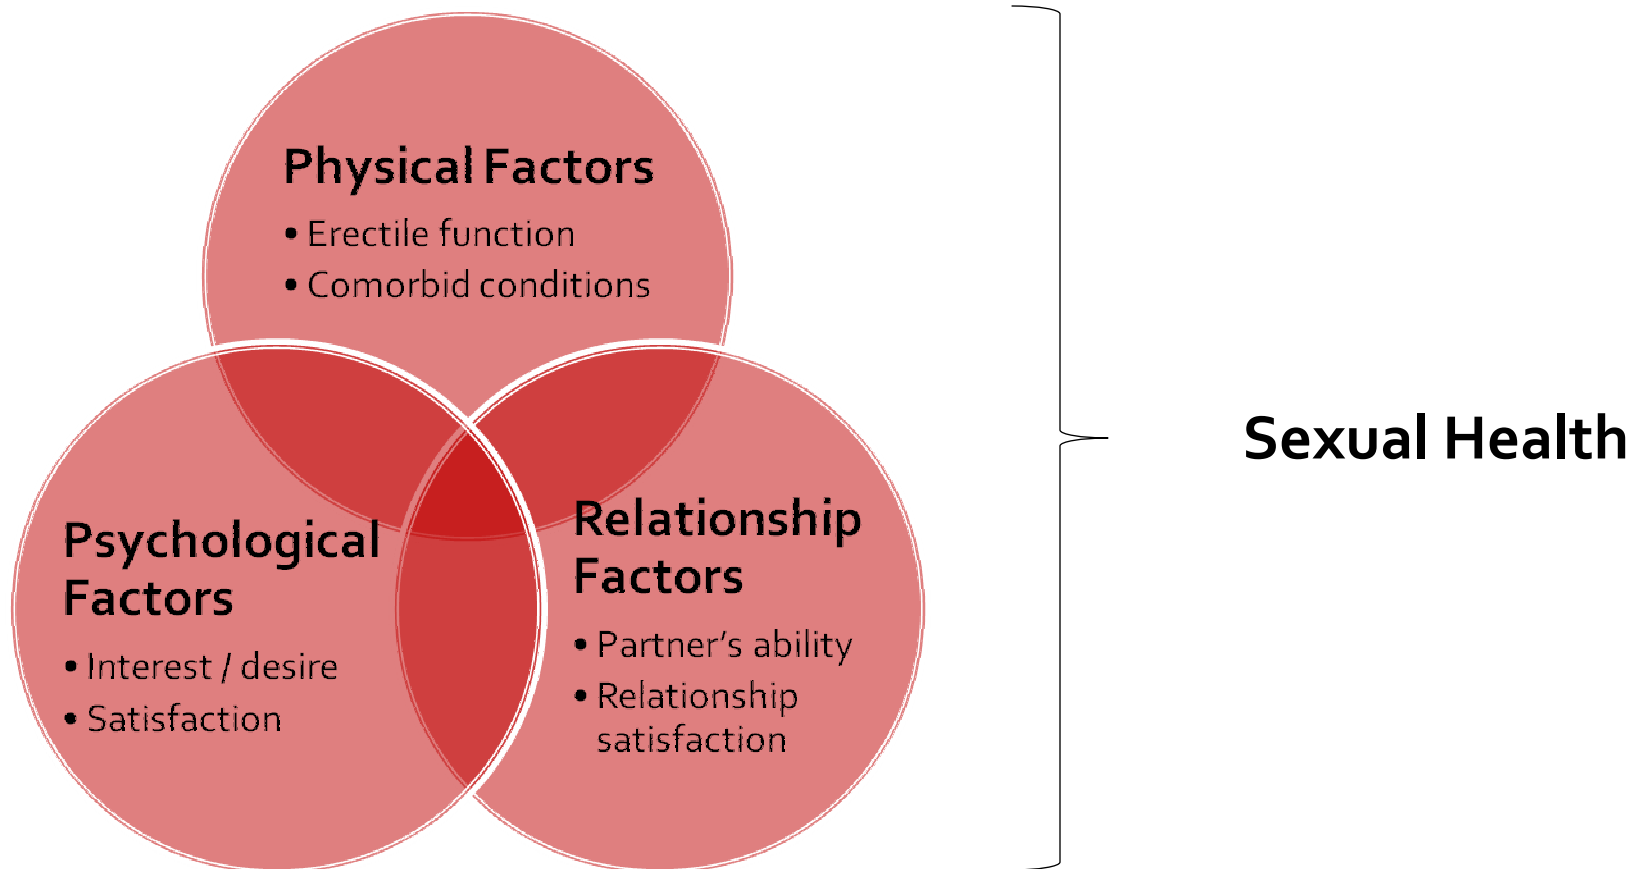 Physical Factors
• Erectile function
• Comorbid conditions
Psychological
Factors
• Interest / desire
• Satisfaction
Relationship
Factors
• Partner’s ability
• Relationship
satisfaction
Sexual Health